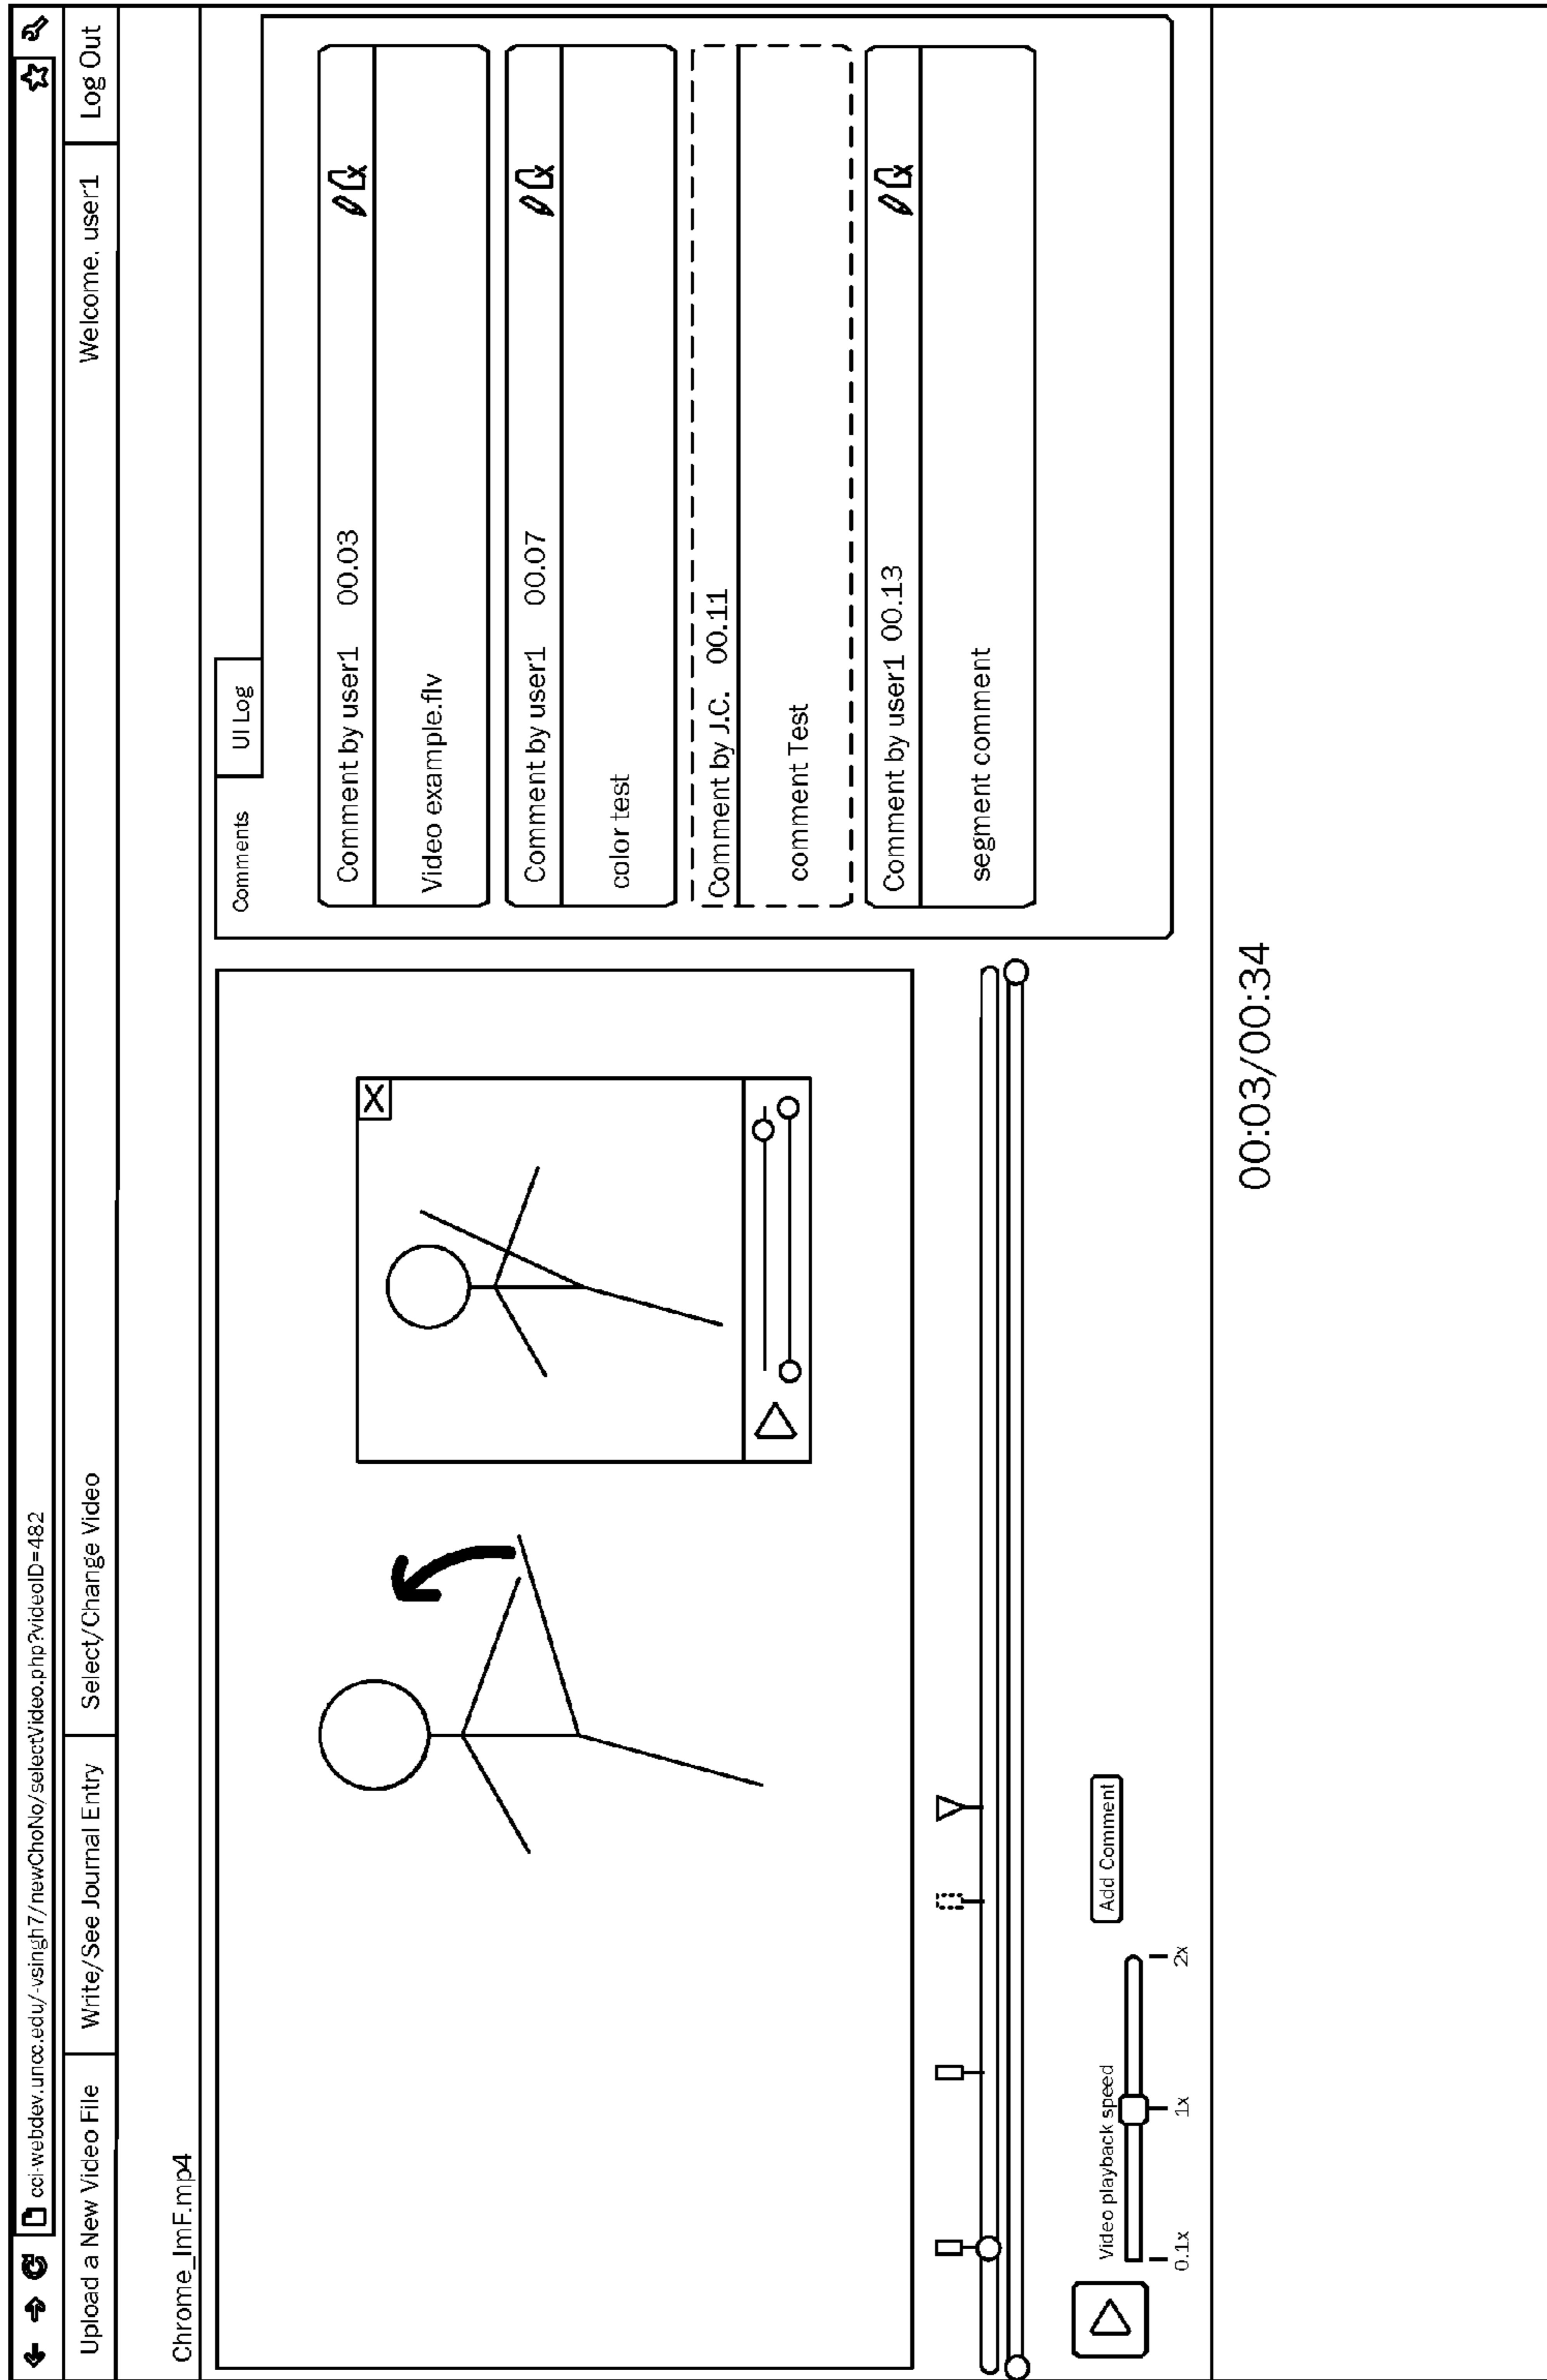 cci-webdev.uncc.edu/-vsingh7/newChoNo/selectVideo.php?videoID=482
Upload a New Video File Write/See Journal Entry Select/Change Video Welcome, user1 Log Out
Chrome_ImF.mp4
Comments UI Log
Comment by user1 00.03
Video example.flv
Comment by user1 00.07
color test
Comment by J.C. 00.11
comment Test
Comment by user1 00.13
segment comment
X
Video playback speed
0.1x 1x 2x
Add Comment
00:03/00:34